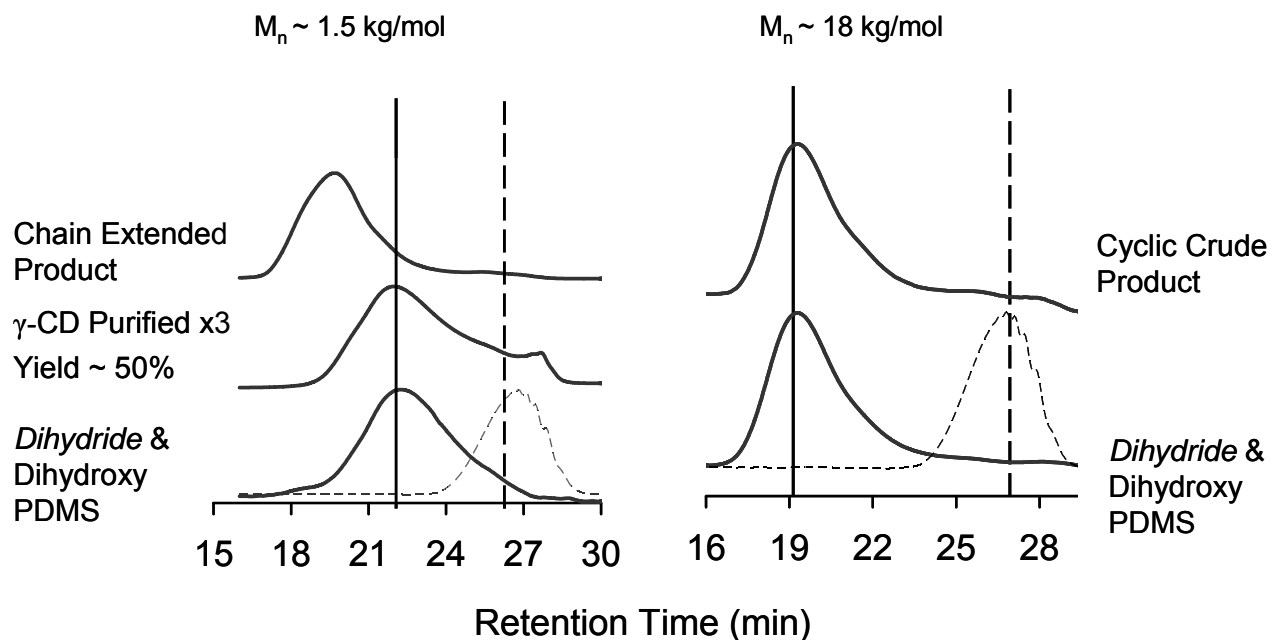 Mn ~ 1.5 kg/mol
Mn ~ 18 kg/mol
Chain Extended
Product
γ-CD Purified x3
Yield ~ 50%
Dihydride &
Dihydroxy
PDMS
Cyclic Crude
Product
Dihydride &
Dihydroxy
PDMS
15 18 21 24 27 30
16 19 22 25 28
Retention Time (min)